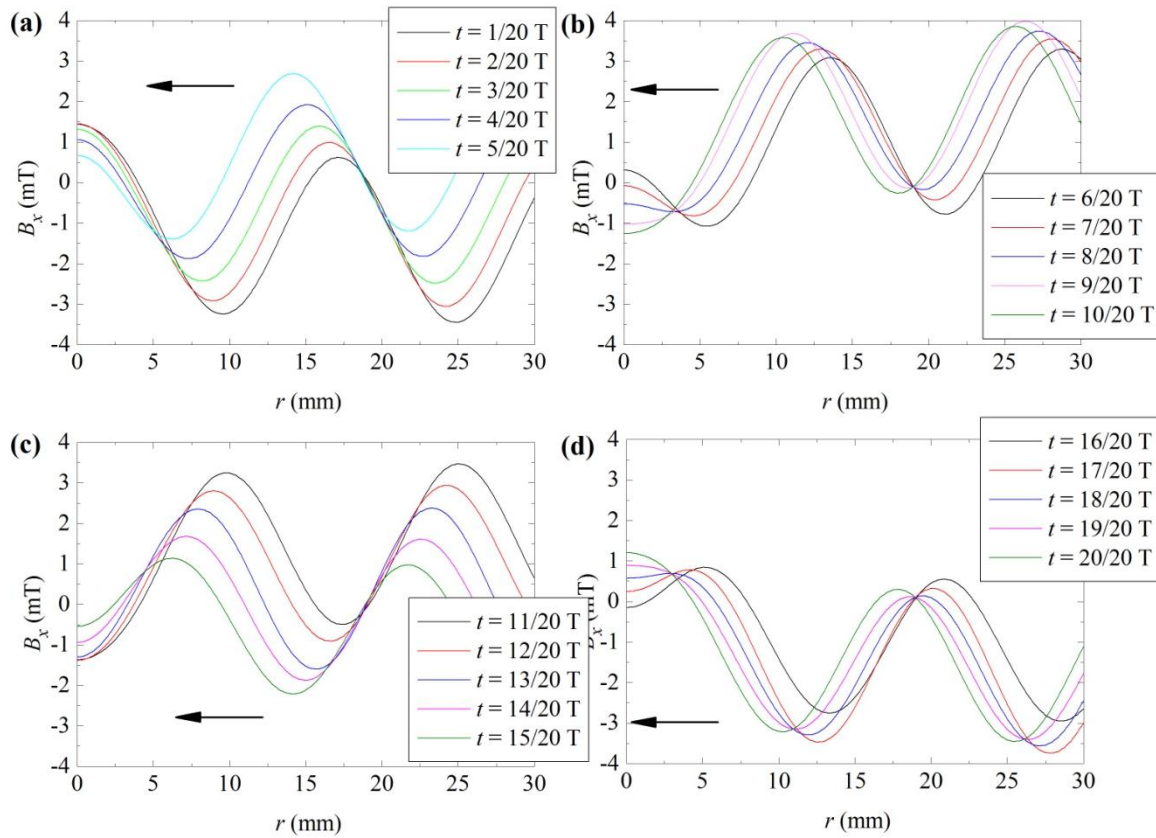 (a)
4
3
2
1
0
-1
-2
-3
-4
B_x (mT)
t = 1/20 T
t = 2/20 T
t = 3/20 T
t = 4/20 T
t = 5/20 T
0 5 10 15 20 25 30
r (mm)
(b)
4
3
2
1
0
-1
-2
-3
-4
B_x (mT)
t = 6/20 T
t = 7/20 T
t = 8/20 T
t = 9/20 T
t = 10/20 T
0 5 10 15 20 25 30
r (mm)
(c)
4
3
2
1
0
-1
-2
-3
-4
B_x (mT)
t = 11/20 T
t = 12/20 T
t = 13/20 T
t = 14/20 T
t = 15/20 T
0 5 10 15 20 25 30
r (mm)
(d)
4
3
2
1
0
-1
-2
-3
-4
B_x (mT)
t = 16/20 T
t = 17/20 T
t = 18/20 T
t = 19/20 T
t = 20/20 T
0 5 10 15 20 25 30
r (mm)